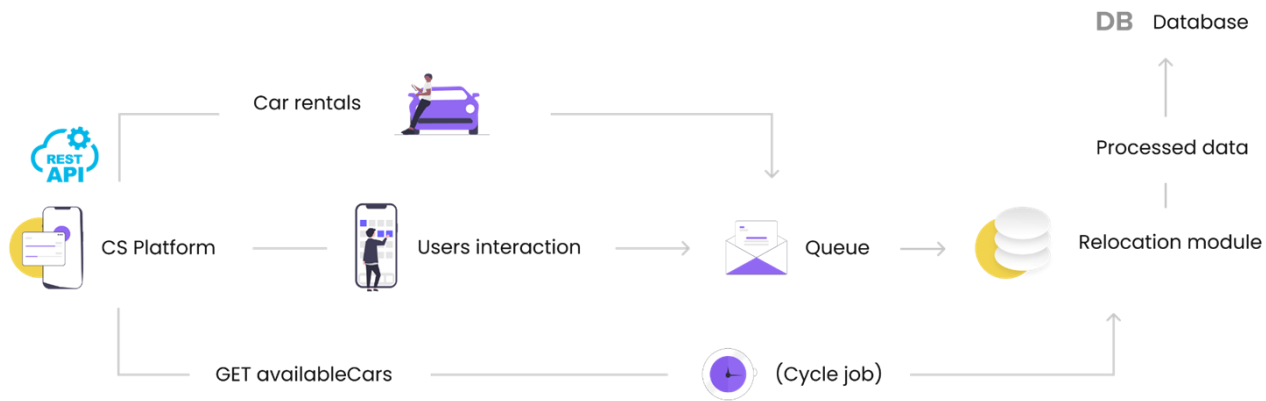 DB Database
Car rentals
Processed data
REST
API
CS Platform
Users interaction
Queue
Relocation module
GET availableCars
(Cycle job)